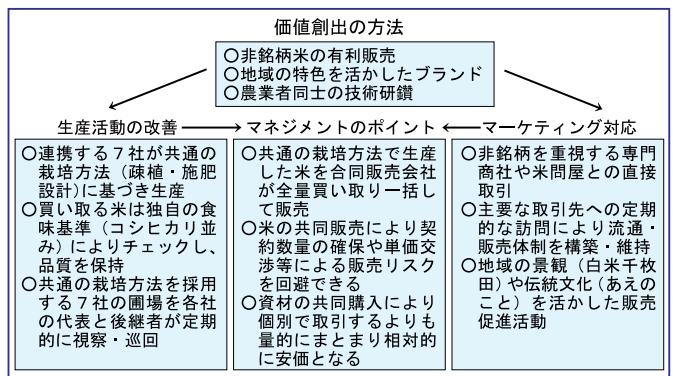 価値創出の方法
○非銘柄米の有利販売
○地域の特色を活かしたブランド
○農業者同士の技術研鑽
生産活動の改善
○連携する７社が共通の
栽培方法（疎植・施肥
設計）に基づき生産
○買い取る米は独自の食
味基準（コシヒカリ並
み）によりチェックし、
品質を保持
○共通の栽培方法を採用
する７社の圃場を各社
の代表と後継者が定期
的に視察・巡回
マネジメントのポイント
○共通の栽培方法で生産
した米を合同販売会社
が全量買い取り一括し
て販売
○米の共同販売により契
約数量の確保や単価交
渉等による販売リスク
を回避できる
○資材の共同購入により
個別で取引するよりも
量的にまとまり相対的
に安価となる
マーケティング対応
○非銘柄を重視する専門
商社や米問屋との直接
取引
○主要な取引先への定期
的な訪問により流通・
販売体制を構築・維持
○地域の景観（白米千枚
田）や伝統文化（あえの
こと）を活かした販売
促進活動